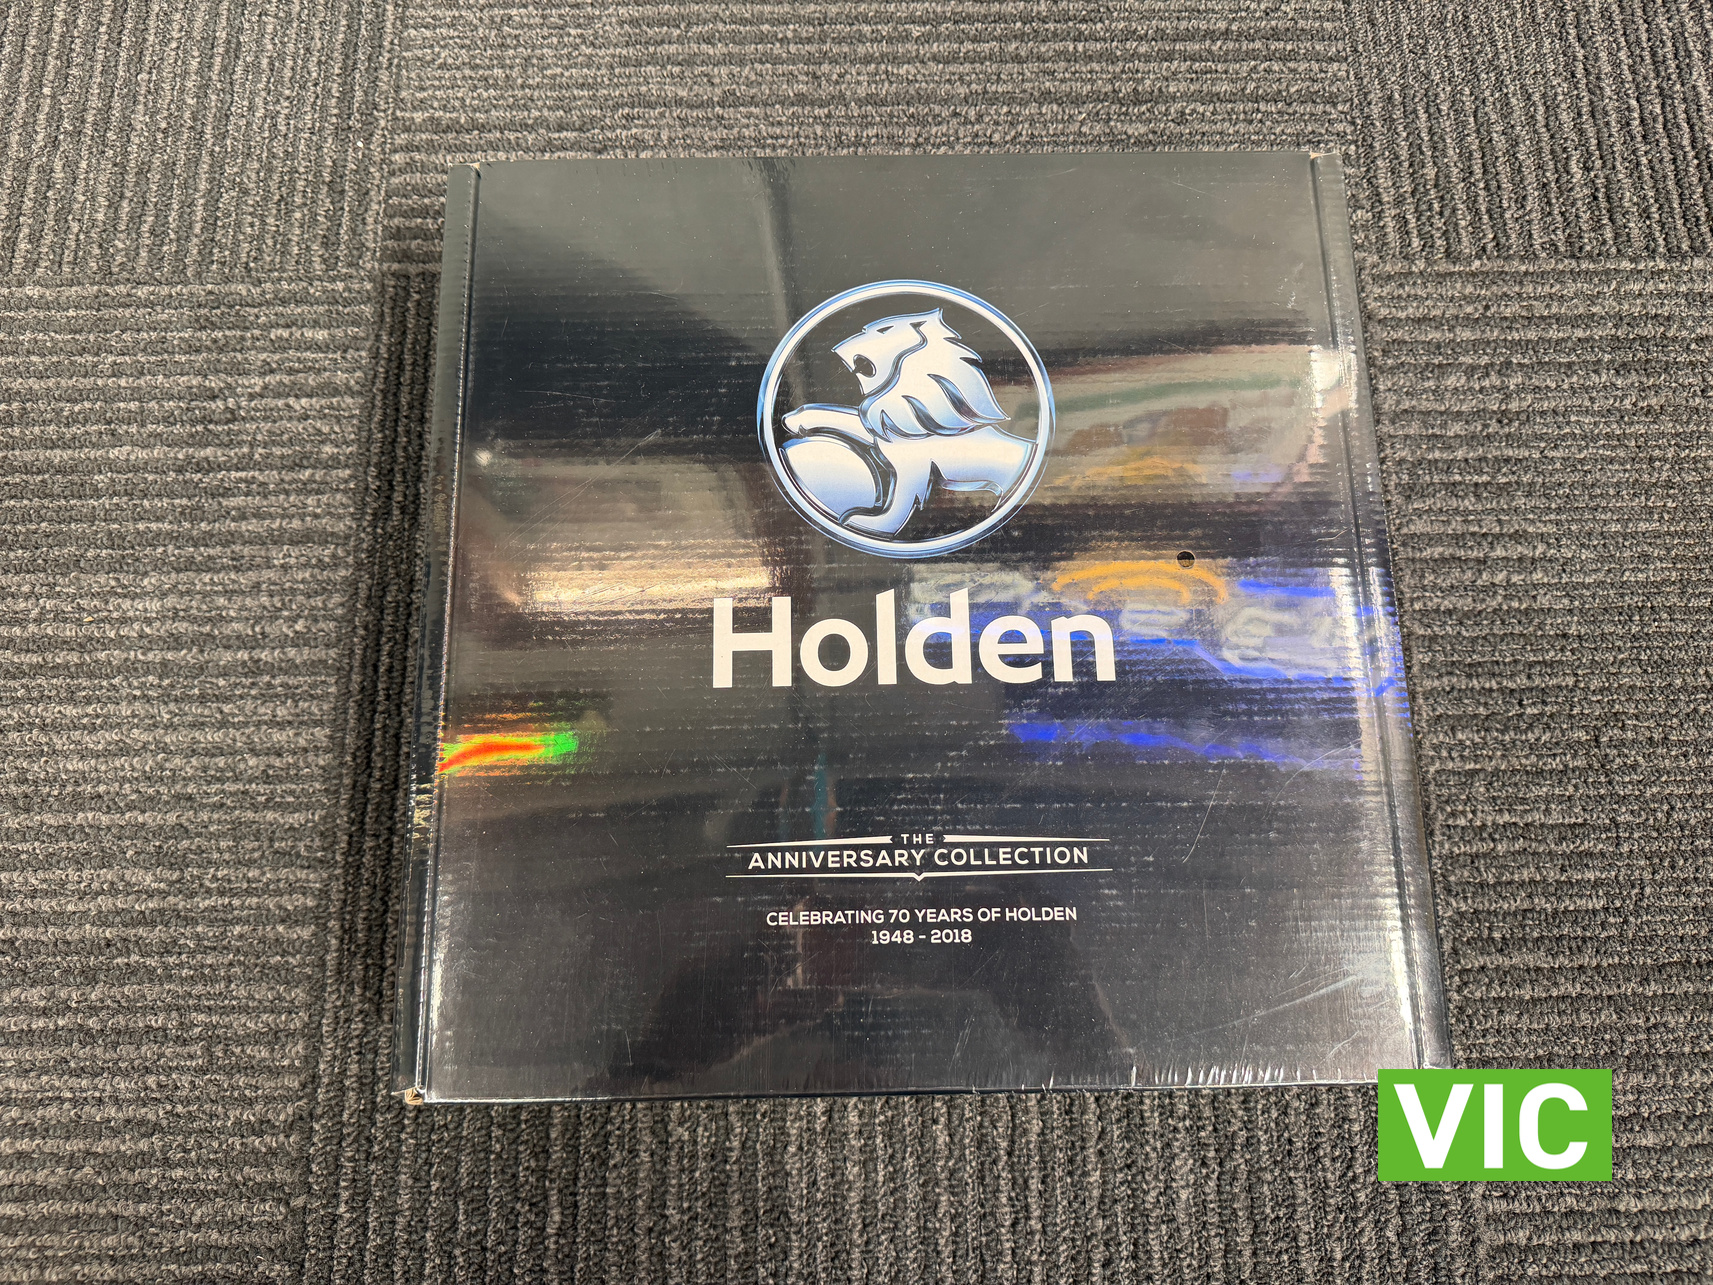 Holden
THE
ANNIVERSARY COLLECTION
CELEBRATING 70 YEARS OF HOLDEN
1948 - 2018
VIC